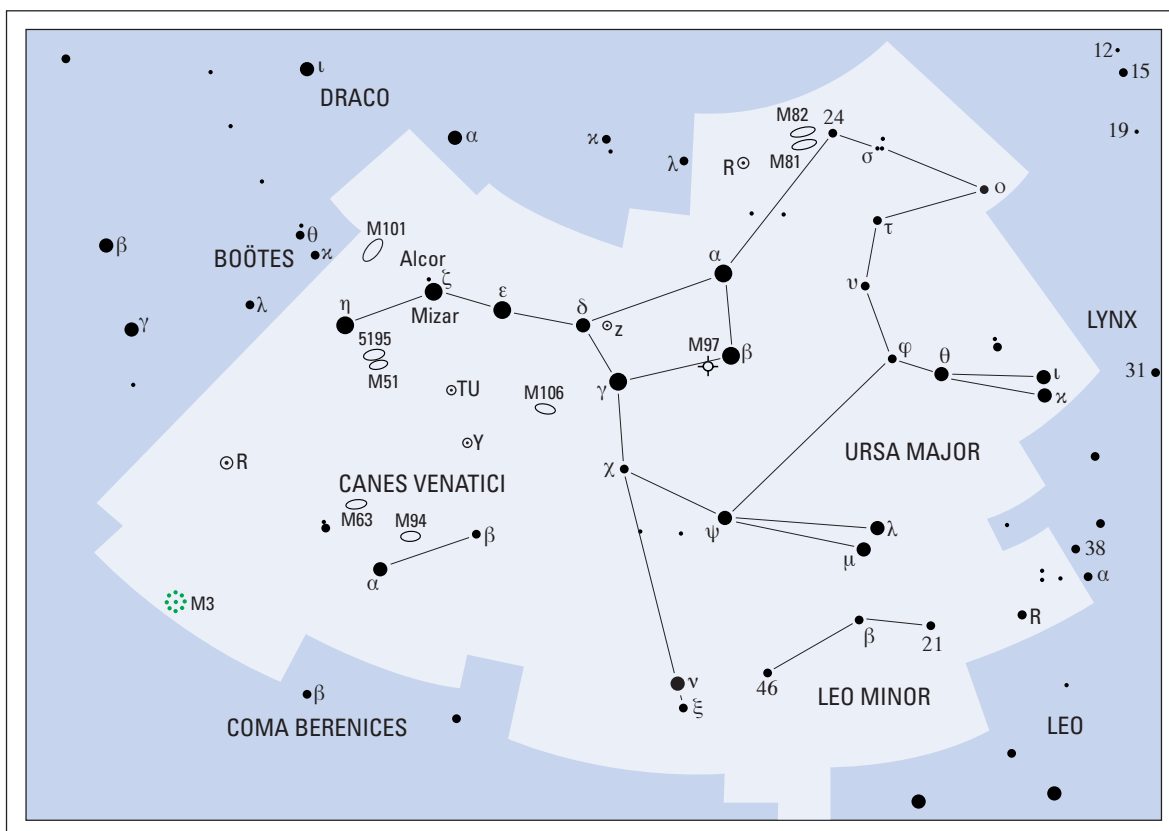 12
15
ι
DRACO
M82
24
19
α
ϰ
σ
M81
λ
R
ο
τ
M101
θ
β
BOÖTES
ϰ
Alcor
α
ζ
υ
ε
λ
Mizar
δ
η
z
LYNX
γ
5195
M97
β
φ
θ
M51
ι
31
TU
γ
M106
ϰ
Y
URSA MAJOR
R
χ
CANES VENATICI
M63
M94
β
ψ
λ
μ
38
α
α
M3
R
β
21
ν
46
β
LEO MINOR
ξ
COMA BERENICES
LEO